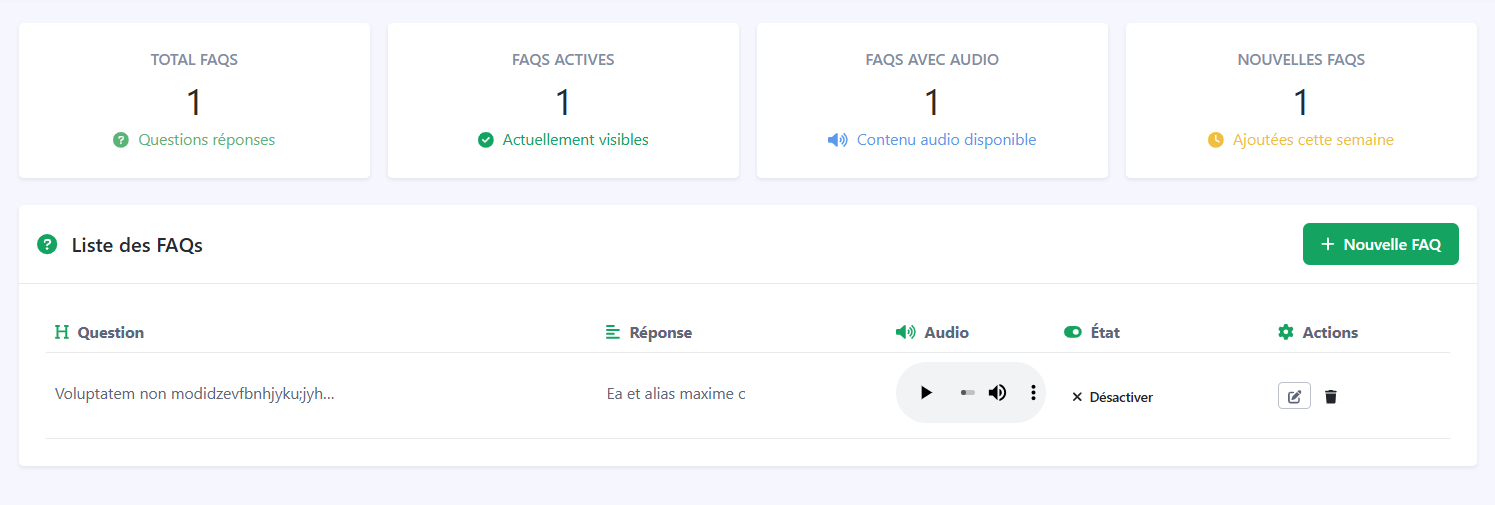 TOTAL FAQS
1
Questions réponses
FAQS ACTIVES
1
Actuellement visibles
FAQS AVEC AUDIO
1
Contenu audio disponible
NOUVELLES FAQS
1
Ajoutées cette semaine
Liste des FAQs
Nouvelle FAQ
Question Réponse Audio État Actions
Voluptatem non modidzevfbnhjyku;jyh... Ea et alias maxime c Désactiver